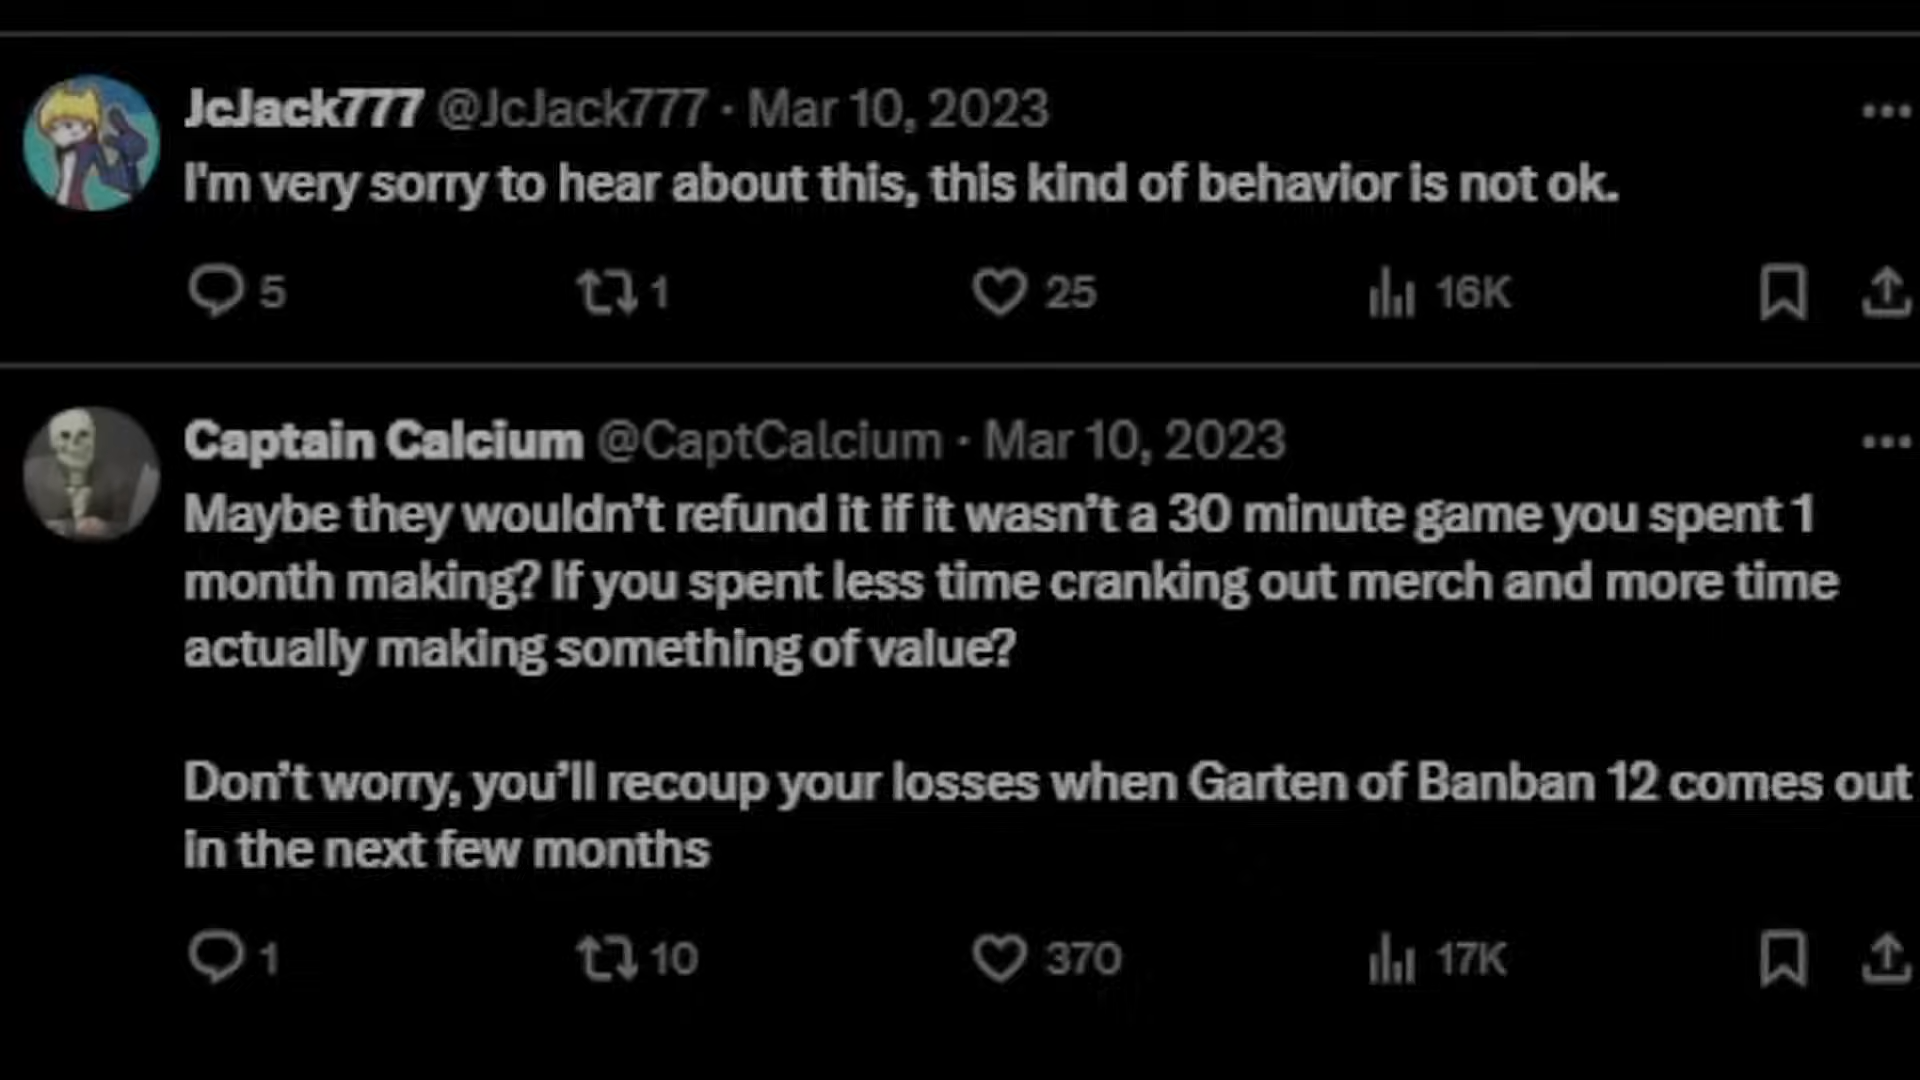 JcJack777 @JcJack777 · Mar 10, 2023
I'm very sorry to hear about this, this kind of behavior is not ok.
5 1 25 16K
Captain Calcium @CaptCalcium · Mar 10, 2023
Maybe they wouldn’t refund it if it wasn’t a 30 minute game you spent 1
month making? If you spent less time cranking out merch and more time
actually making something of value?
Don’t worry, you’ll recoup your losses when Garten of Banban 12 comes out
in the next few months
1 10 370 17K